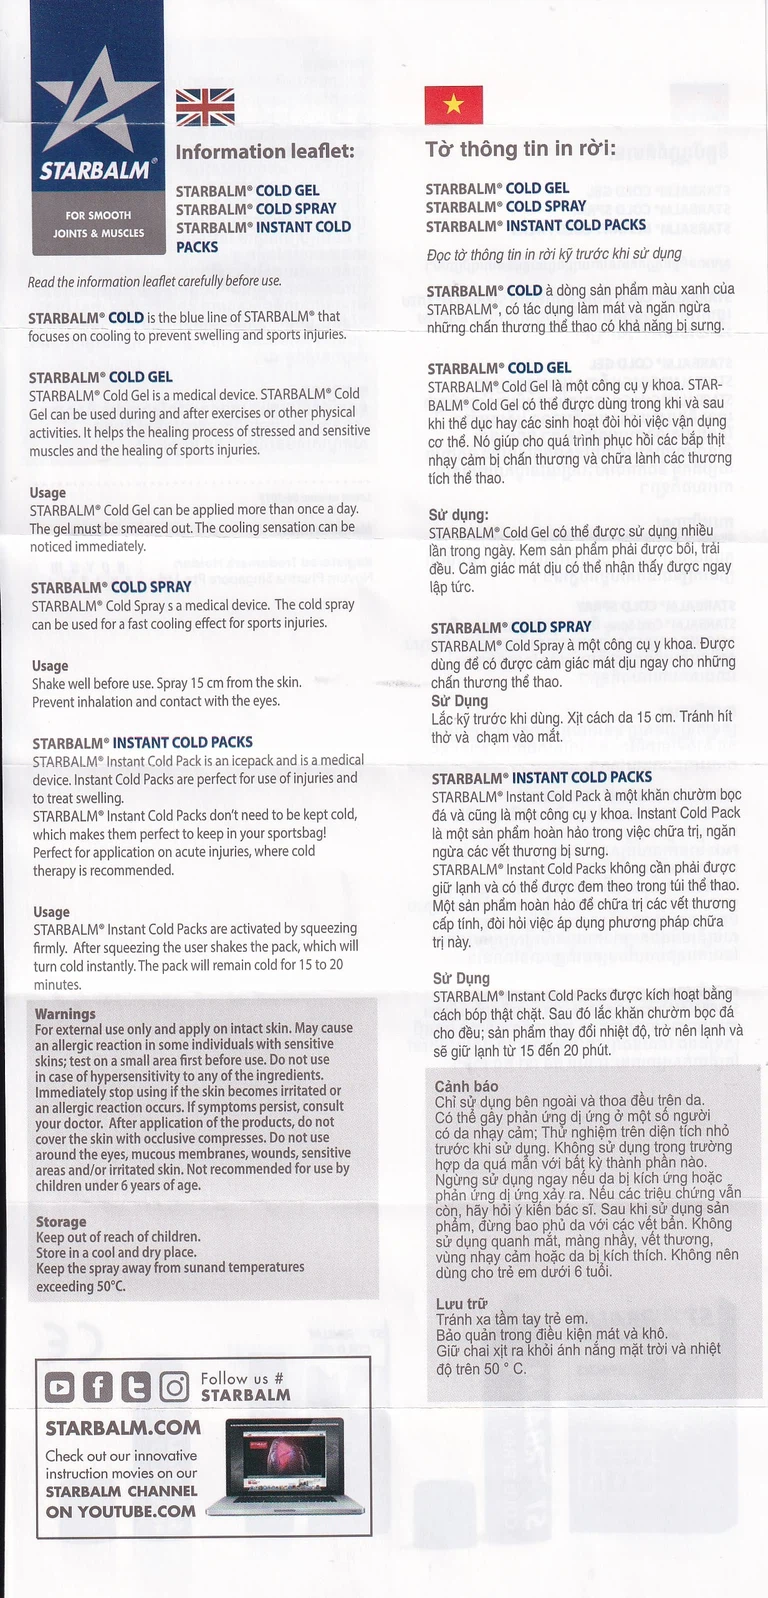 STARBALM®
FOR SMOOTH
JOINTS & MUSCLES
Information leaflet:
STARBALM® COLD GEL
STARBALM® COLD SPRAY
STARBALM® INSTANT COLD
PACKS
Read the information leaflet carefully before use.
STARBALM® COLD is the blue line of STARBALM® that
focuses on cooling to prevent swelling and sports injuries.
STARBALM® COLD GEL
STARBALM® Cold Gel is a medical device. STARBALM® Cold
Gel can be used during and after exercises or other physical
activities. It helps the healing process of stressed and sensitive
muscles and the healing of sports injuries.
Usage
STARBALM® Cold Gel can be applied more than once a day.
The gel must be smeared out. The cooling sensation can be
noticed immediately.
STARBALM® COLD SPRAY
STARBALM® Cold Spray s a medical device. The cold spray
can be used for a fast cooling effect for sports injuries.
Usage
Shake well before use. Spray 15 cm from the skin.
Prevent inhalation and contact with the eyes.
STARBALM® INSTANT COLD PACKS
STARBALM® Instant Cold Pack is an icepack and is a medical
device. Instant Cold Packs are perfect for use of injuries and
to treat swelling.
STARBALM® Instant Cold Packs don't need to be kept cold,
which makes them perfect to keep in your sportsbag!
Perfect for application on acute injuries, where cold
therapy is recommended.
Usage
STARBALM® Instant Cold Packs are activated by squeezing
firmly. After squeezing the user shakes the pack, which will
turn cold instantly. The pack will remain cold for 15 to 20
minutes.
Warnings
For external use only and apply on intact skin. May cause
an allergic reaction in some individuals with sensitive
skins; test on a small area first before use. Do not use
in case of hypersensitivity to any of the ingredients.
Immediately stop using if the skin becomes irritated or
an allergic reaction occurs. If symptoms persist, consult
your doctor. After application of the products, do not
cover the skin with occlusive compresses. Do not use
around the eyes, mucous membranes, wounds, sensitive
areas and/or irritated skin. Not recommended for use by
children under 6 years of age.
Storage
Keep out of reach of children.
Store in a cool and dry place.
Keep the spray away from sunand temperatures
exceeding 50°C.
Follow us #
STARBALM
STARBALM.COM
Check out our innovative
instruction movies on our
STARBALM CHANNEL
ON YOUTUBE.COM
Tờ thông tin in rời:
STARBALM® COLD GEL
STARBALM® COLD SPRAY
STARBALM® INSTANT COLD PACKS
Đọc tờ thông tin in rời kỹ trước khi sử dụng
STARBALM® COLD à dòng sản phẩm màu xanh của
STARBALM®, có tác dụng làm mát và ngăn ngừa
những chấn thương thể thao có khả năng bị sưng.
STARBALM® COLD GEL
STARBALM® Cold Gel là một công cụ y khoa. STAR-
BALM® Cold Gel có thể được dùng trong khi và sau
khi thể dục hay các sinh hoạt đòi hỏi việc vận dụng
cơ thể. Nó giúp cho quá trình phục hồi các bắp thịt
nhạy cảm bị chấn thương và chữa lành các thương
tích thể thao.
Sử dụng:
STARBALM® Cold Gel có thể được sử dụng nhiều
lần trong ngày. Kem sản phẩm phải được bôi, trải
đều. Cảm giác mát dịu có thể nhận thấy được ngay
lập tức.
STARBALM® COLD SPRAY
STARBALM® Cold Spray à một công cụ y khoa. Được
dùng để có được cảm giác mát dịu ngay cho những
chấn thương thể thao.
Sử Dụng
Lắc kỹ trước khi dùng. Xịt cách da 15 cm. Tránh hít
thở và chạm vào mắt.
STARBALM® INSTANT COLD PACKS
STARBALM® Instant Cold Pack à một khăn chườm bọc
đá và cũng là một công cụ y khoa. Instant Cold Pack
là một sản phẩm hoàn hảo trong việc chữa trị, ngăn
ngừa các vết thương bị sưng.
STARBALM® Instant Cold Packs không cần phải được
giữ lạnh và có thể được đem theo trong túi thể thao.
Một sản phẩm hoàn hảo để chữa trị các vết thương
cấp tính, đòi hỏi việc áp dụng phương pháp chữa
trị này.
Sử Dụng
STARBALM® Instant Cold Packs được kích hoạt bằng
cách bóp thật chặt. Sau đó lắc khăn chườm bọc đá
cho đều; sản phẩm thay đổi nhiệt độ, trở nên lạnh và
sẽ giữ lạnh từ 15 đến 20 phút.
Cảnh báo
Chỉ sử dụng bên ngoài và thoa đều trên da.
Có thể gây phản ứng dị ứng ở một số người
có da nhạy cảm; Thử nghiệm trên diện tích nhỏ
trước khi sử dụng. Không sử dụng trong trường
hợp da quá mẫn với bất kỳ thành phần nào.
Ngừng sử dụng ngay nếu da bị kích ứng hoặc
phản ứng dị ứng xảy ra. Nếu các triệu chứng vẫn
còn, hãy hỏi ý kiến bác sĩ. Sau khi sử dụng sản
phẩm, đừng bao phủ da với các vết bẩn. Không
sử dụng quanh mắt, màng nhầy, vết thương,
vùng nhạy cảm hoặc da bị kích thích. Không nên
dùng cho trẻ em dưới 6 tuổi.
Lưu trữ
Tránh xa tầm tay trẻ em.
Bảo quản trong điều kiện mát và khô.
Giữ chai xịt ra khỏi ánh nắng mặt trời và nhiệt
độ trên 50 ° C.